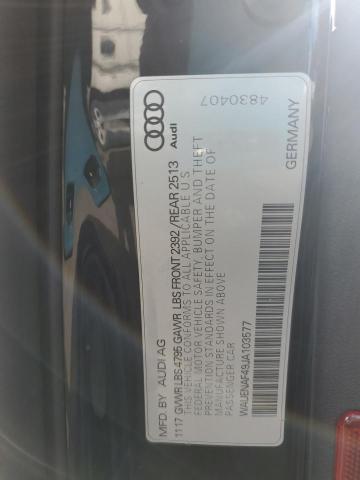 4830407
Audi
GERMANY
MFD. BY AUDI AG
11 17 GVWR LBS 4795 GAWR LBS FRONT 2392/REAR 2513
THIS VEHICLE CONFORMS TO ALL APPLICABLE U.S.
FEDERAL MOTOR VEHICLE SAFETY, BUMPER AND THEFT
PREVENTION STANDARDS IN EFFECT ON THE DATE OF
MANUFACTURE SHOWN ABOVE
PASSENGER CAR
WAUENAF49JA103577